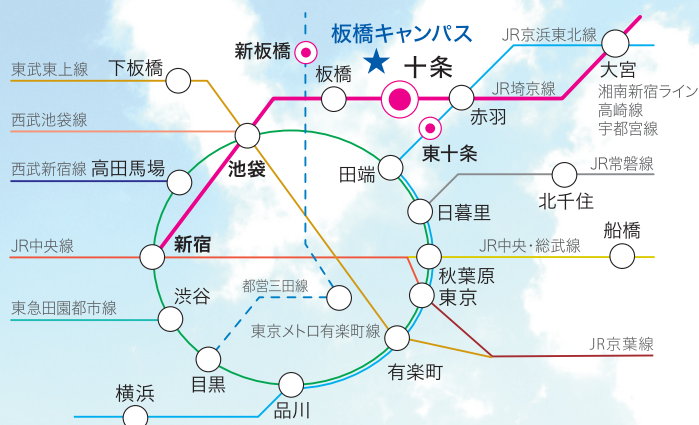 板橋キャンパス
JR京浜東北線
新板橋
東武東上線
下板橋
板橋
十条
大宮
JR埼京線
湘南新宿ライン
高崎線
宇都宮線
西武池袋線
赤羽
池袋
東十条
西武新宿線
高田馬場
田端
JR常磐線
北千住
日暮里
JR中央線
新宿
船橋
JR中央・総武線
秋葉原
東京
都営三田線
渋谷
東急田園都市線
東京メトロ有楽町線
JR京葉線
目黒
有楽町
横浜
品川